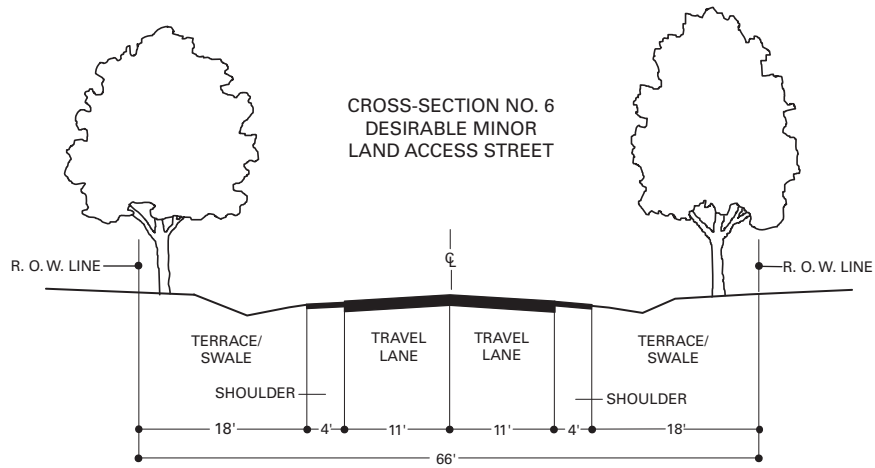 CROSS-SECTION NO. 6
DESIRABLE MINOR
LAND ACCESS STREET
℄
R. O. W. LINE
R. O. W. LINE
TERRACE/
SWALE
TRAVEL
LANE
TRAVEL
LANE
TERRACE/
SWALE
SHOULDER
SHOULDER
18' 4' 11' 11' 4' 18'
66'